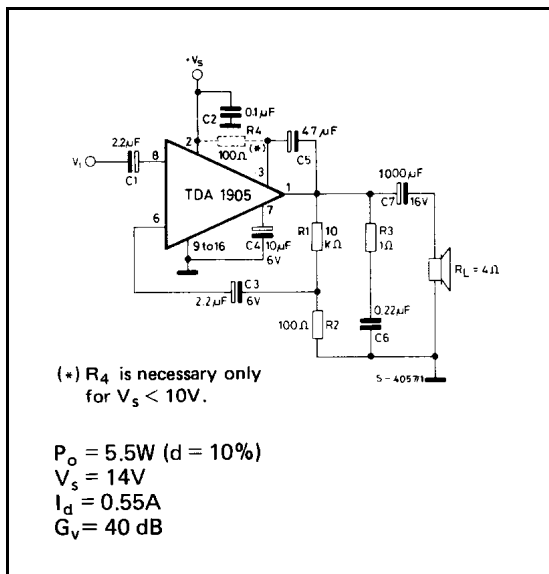 +Vs
C2
0.1µF
R4
100Ω (*)
47µF
C5
2.2µF
Vi
C1
8
2
3
1
TDA 1905
1000µF
C7 16V
6
7
9 to 16
C4 10µF
6V
R1 10
kΩ
R3
1Ω
RL = 4Ω
C3
2.2µF 6V
100Ω R2
0.22µF
C6
S-4057/1
(*) R4 is necessary only
for Vs < 10V.
Po = 5.5W (d = 10%)
Vs = 14V
Id = 0.55A
Gv = 40 dB